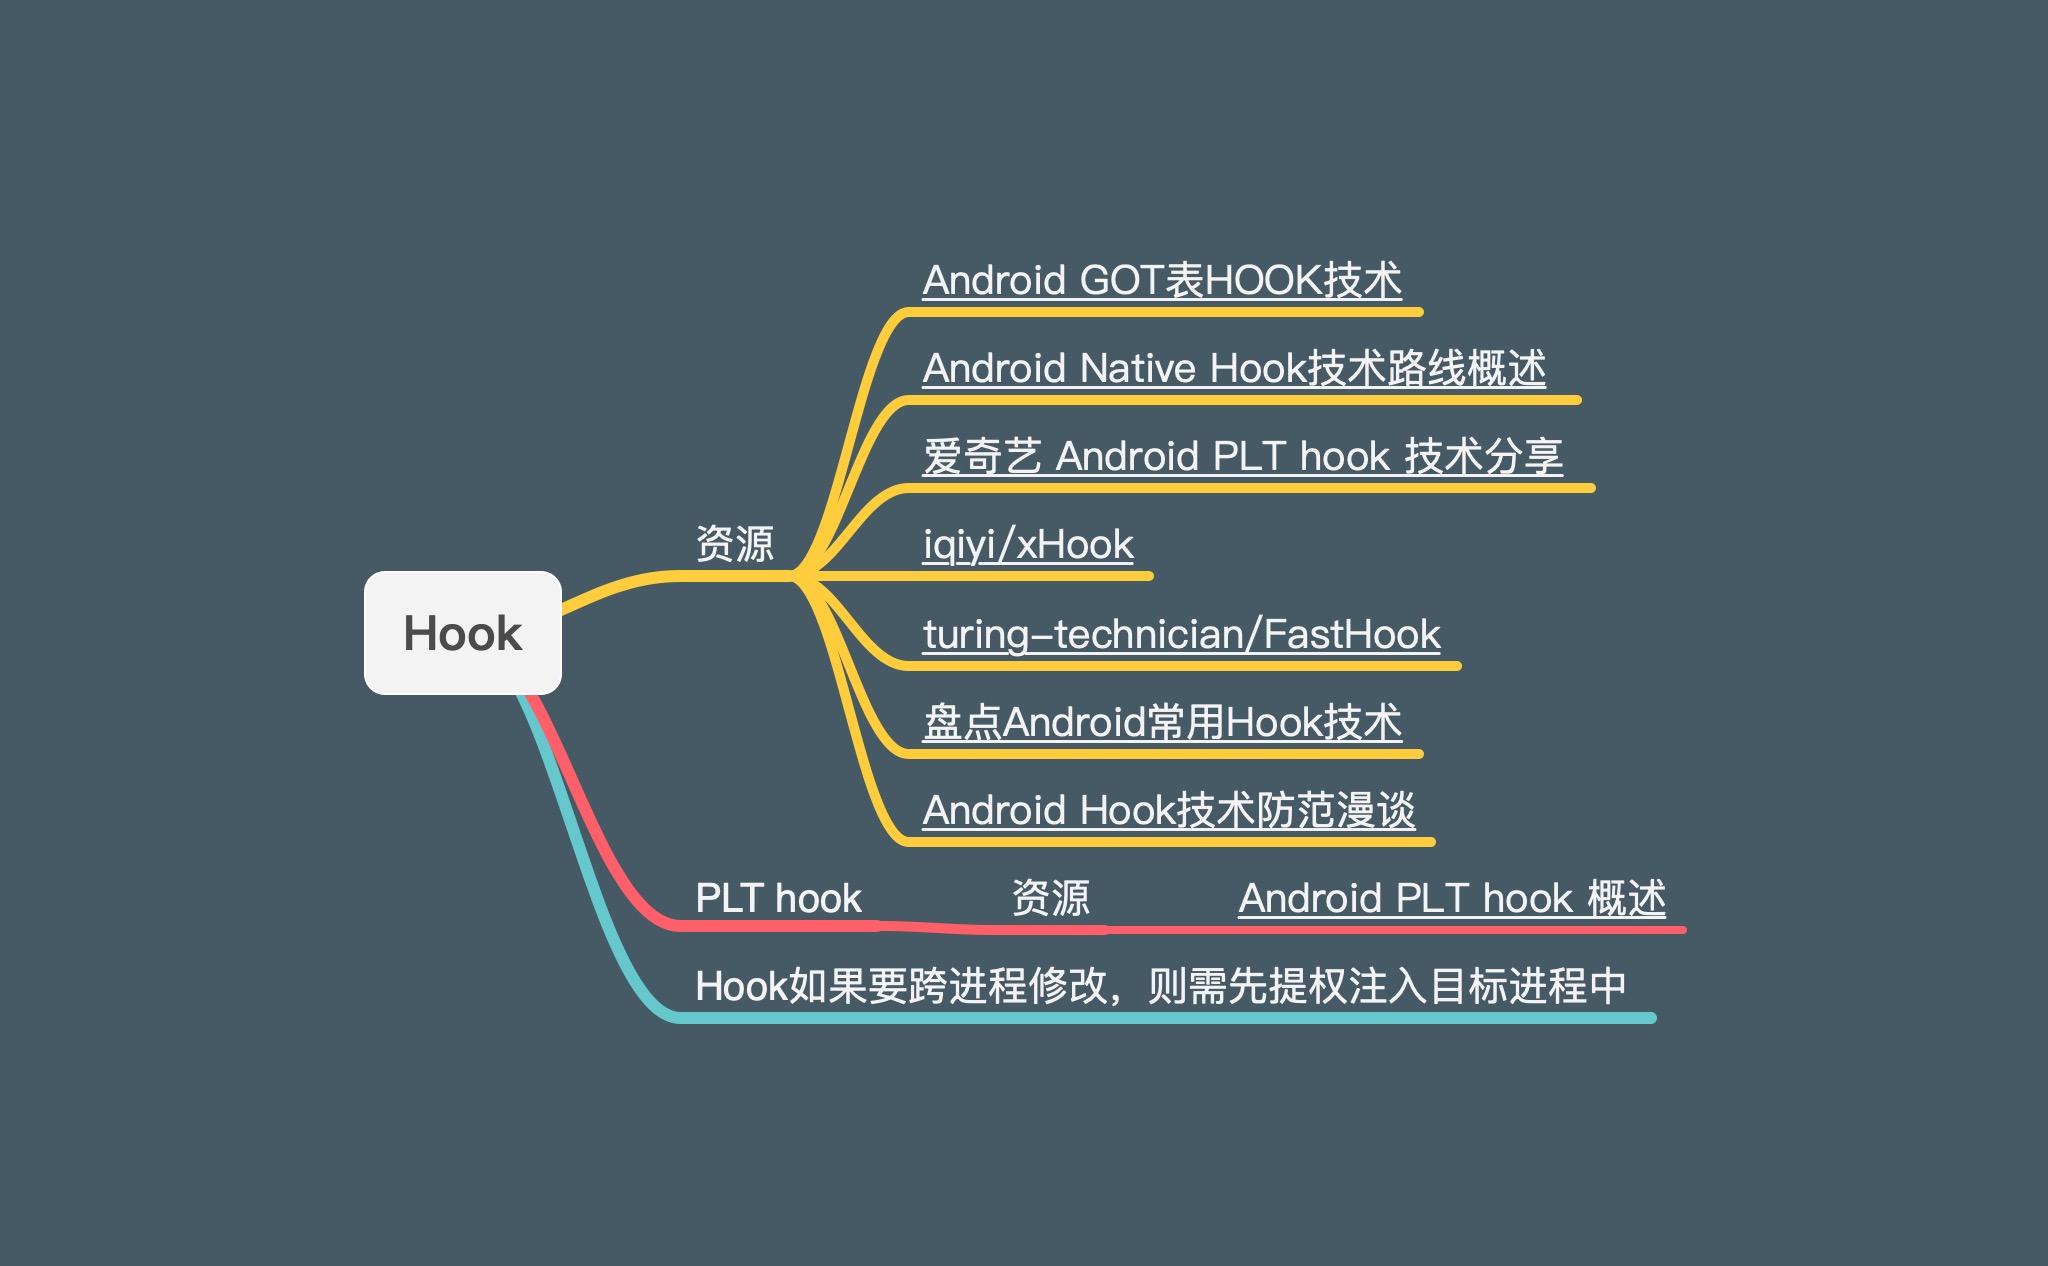 Hook
资源
Android GOT表HOOK技术
Android Native Hook技术路线概述
爱奇艺 Android PLT hook 技术分享
iqiyi/xHook
turing-technician/FastHook
盘点Android常用Hook技术
Android Hook技术防范漫谈
PLT hook
资源
Android PLT hook 概述
Hook如果要跨进程修改，则需先提权注入目标进程中